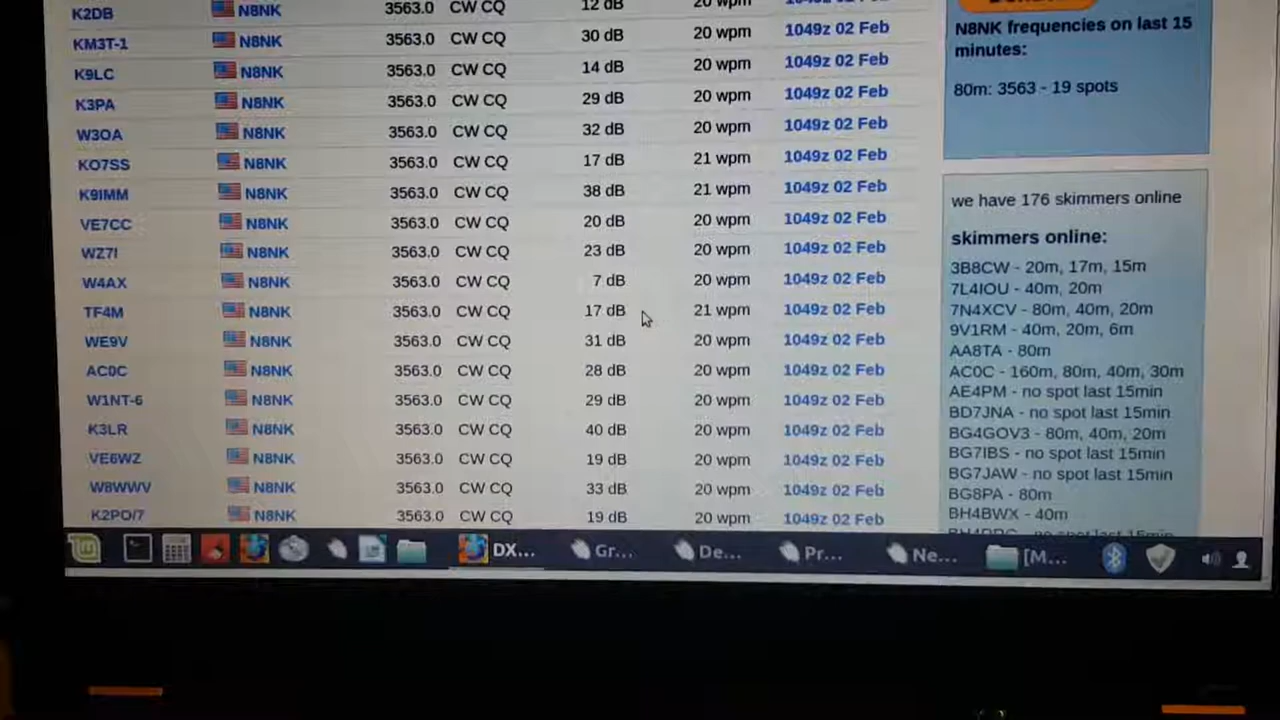 K2DB N8NK 3563.0 CW CQ 12 dB 20 wpm 1049z 02 Feb
KM3T-1 N8NK 3563.0 CW CQ 30 dB 20 wpm 1049z 02 Feb
K9LC N8NK 3563.0 CW CQ 14 dB 20 wpm 1049z 02 Feb
K3PA N8NK 3563.0 CW CQ 29 dB 20 wpm 1049z 02 Feb
W3OA N8NK 3563.0 CW CQ 32 dB 20 wpm 1049z 02 Feb
KO7SS N8NK 3563.0 CW CQ 17 dB 21 wpm 1049z 02 Feb
K9IMM N8NK 3563.0 CW CQ 38 dB 21 wpm 1049z 02 Feb
VE7CC N8NK 3563.0 CW CQ 20 dB 20 wpm 1049z 02 Feb
WZ7I N8NK 3563.0 CW CQ 23 dB 20 wpm 1049z 02 Feb
W4AX N8NK 3563.0 CW CQ 7 dB 20 wpm 1049z 02 Feb
TF4M N8NK 3563.0 CW CQ 17 dB 21 wpm 1049z 02 Feb
WE9V N8NK 3563.0 CW CQ 31 dB 20 wpm 1049z 02 Feb
AC0C N8NK 3563.0 CW CQ 28 dB 20 wpm 1049z 02 Feb
W1NT-6 N8NK 3563.0 CW CQ 29 dB 20 wpm 1049z 02 Feb
K3LR N8NK 3563.0 CW CQ 40 dB 20 wpm 1049z 02 Feb
VE6WZ N8NK 3563.0 CW CQ 19 dB 20 wpm 1049z 02 Feb
W8WWV N8NK 3563.0 CW CQ 33 dB 20 wpm 1049z 02 Feb
K2PO/7 N8NK 3563.0 CW CQ 19 dB 20 wpm 1049z 02 Feb
N8NK frequencies on last 15
minutes:
80m: 3563 - 19 spots
we have 176 skimmers online
skimmers online:
3B8CW - 20m, 17m, 15m
7L4IOU - 40m, 20m
7N4XCV - 80m, 40m, 20m
9V1RM - 40m, 20m, 6m
AA8TA - 80m
AC0C - 160m, 80m, 40m, 30m
AE4PM - no spot last 15min
BD7JNA - no spot last 15min
BG4GOV3 - 80m, 40m, 20m
BG7IBS - no spot last 15min
BG7JAW - no spot last 15min
BG8PA - 80m
BH4BWX - 40m
DX... Gr... De... Pr... Ne... [M...